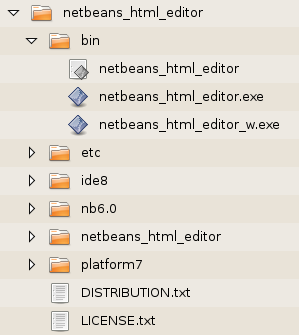 netbeans_html_editor
bin
netbeans_html_editor
netbeans_html_editor.exe
netbeans_html_editor_w.exe
etc
ide8
nb6.0
netbeans_html_editor
platform7
DISTRIBUTION.txt
LICENSE.txt